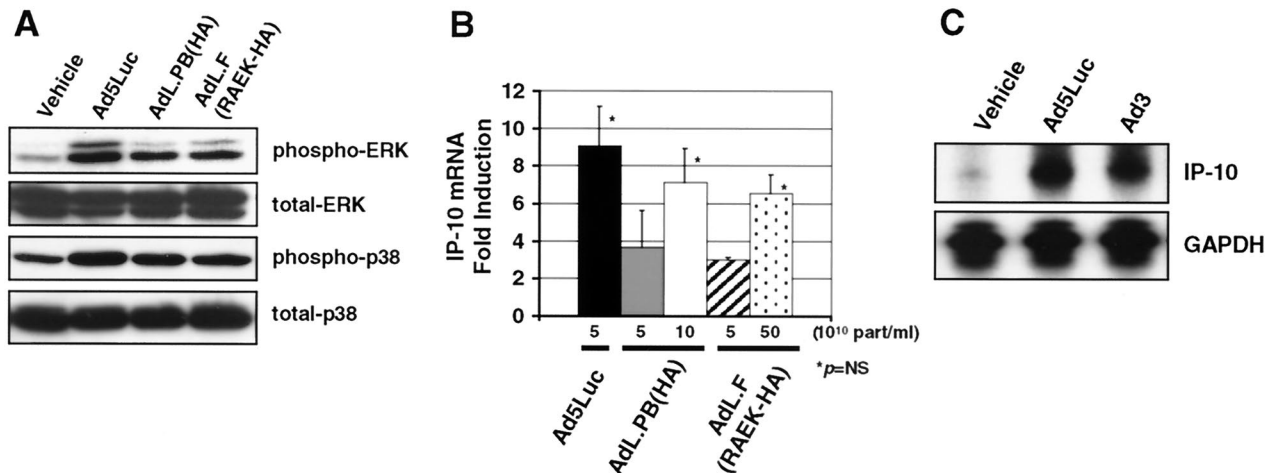 A
Vehicle
Ad5Luc
AdL.PB(HA)
AdL.F
(RAEK-HA)
phospho-ERK
total-ERK
phospho-p38
total-p38
B
IP-10 mRNA
Fold Induction
12
10
8
6
4
2
0
*
*
*
5 5 10 5 50 (10¹⁰ part/ml)
Ad5Luc
AdL.PB(HA)
AdL.F
(RAEK-HA)
*p=NS
C
Vehicle
Ad5Luc
Ad3
IP-10
GAPDH